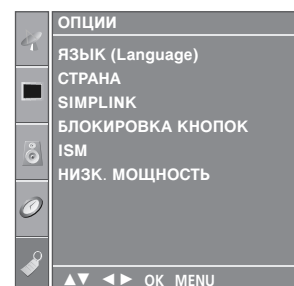 ОПЦИИ
ЯЗЫК (Language)
СТРАНА
SIMPLINK
БЛОКИРОВКА КНОПОК
ISM
НИЗК. МОЩНОСТЬ
▲▼ ◄► OK MENU